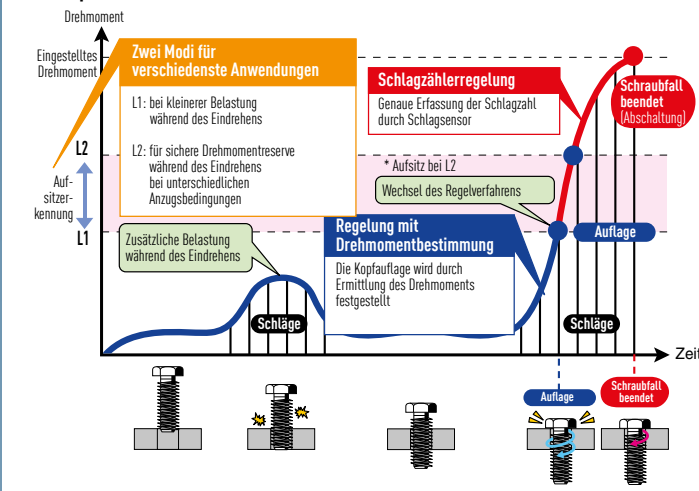 Drehmoment
Eingestelltes
Drehmoment
Zwei Modi für
verschiedenste Anwendungen
L1: bei kleinerer Belastung
während des Eindrehens
L2: für sichere Drehmomentreserve
während des Eindrehens
bei unterschiedlichen
Anzugsbedingungen
Schlagzählerregelung
Genaue Erfassung der Schlagzahl
durch Schlagsensor
Schraubfall
beendet
(Abschaltung)
L2
Auf-
sitzer-
kennung
L1
* Aufsitz bei L2
Wechsel des Regelverfahrens
Zusätzliche Belastung
während des Eindrehens
Regelung mit
Drehmomentbestimmung
Die Kopfauflage wird durch
Ermittlung des Drehmoments
festgestellt
Auflage
Schläge
Schläge
Zeit
Auflage
Schraubfall
beendet